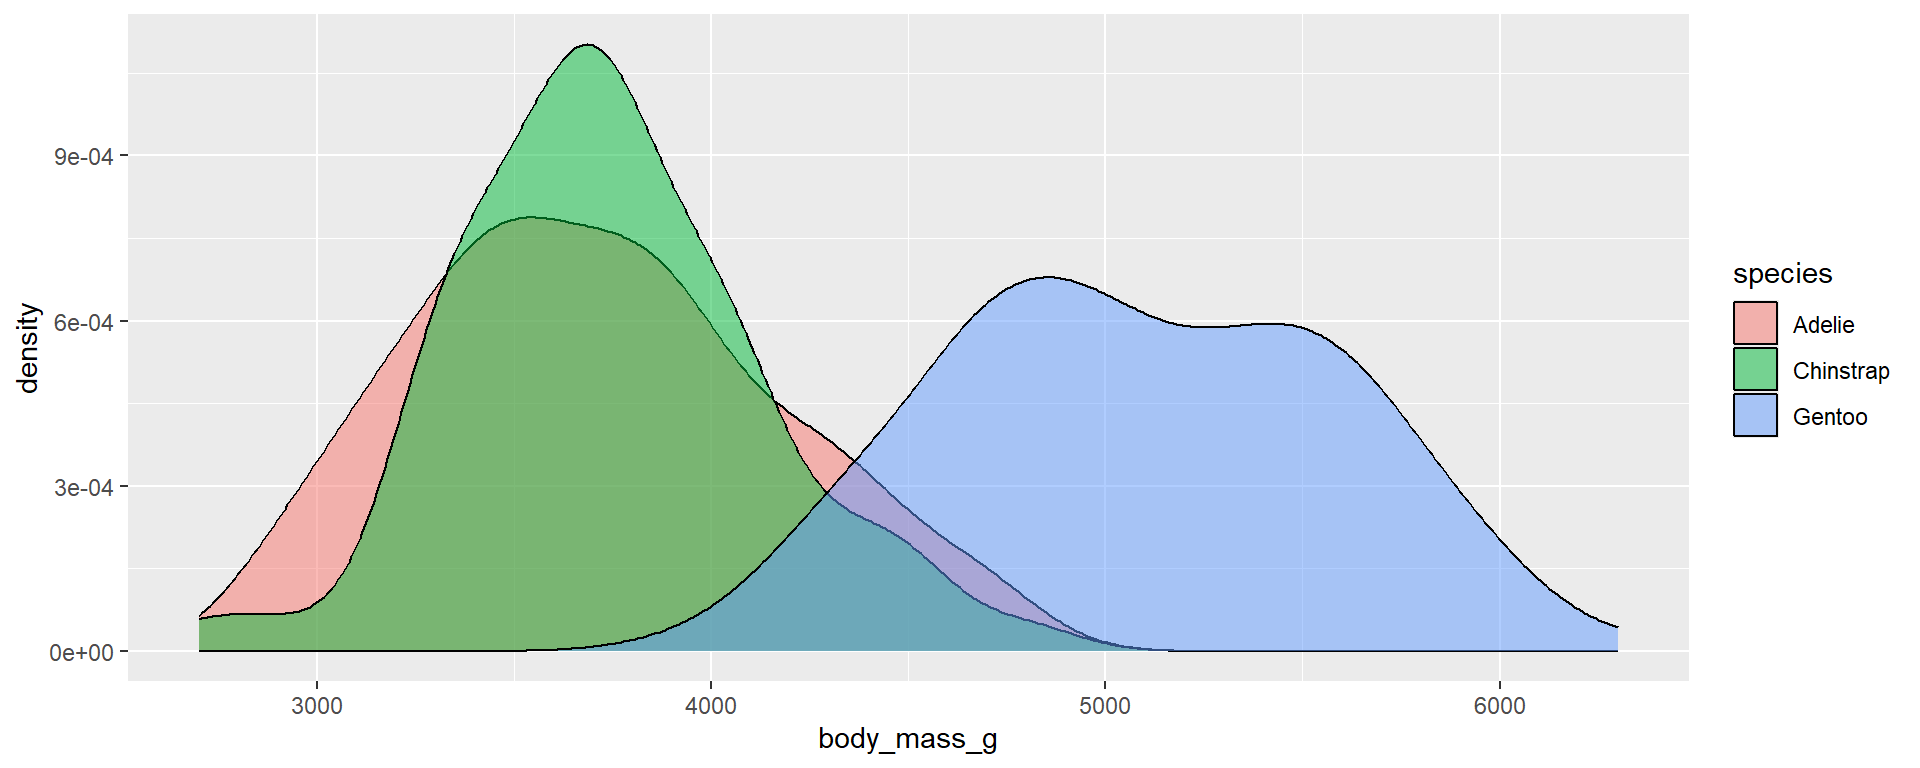 density
9e-04
6e-04
3e-04
0e+00
3000 4000 5000 6000
body_mass_g
species
Adelie
Chinstrap
Gentoo